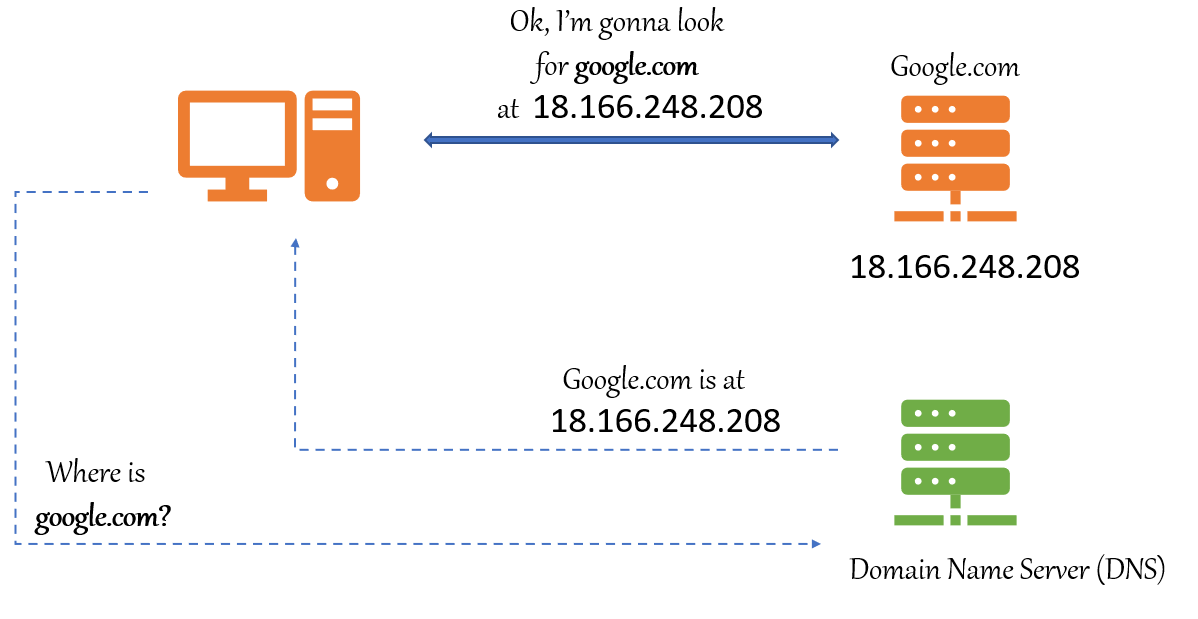 Ok, I'm gonna look
for google.com
at 18.166.248.208
Google.com
18.166.248.208
Google.com is at
18.166.248.208
Where is
google.com?
Domain Name Server (DNS)